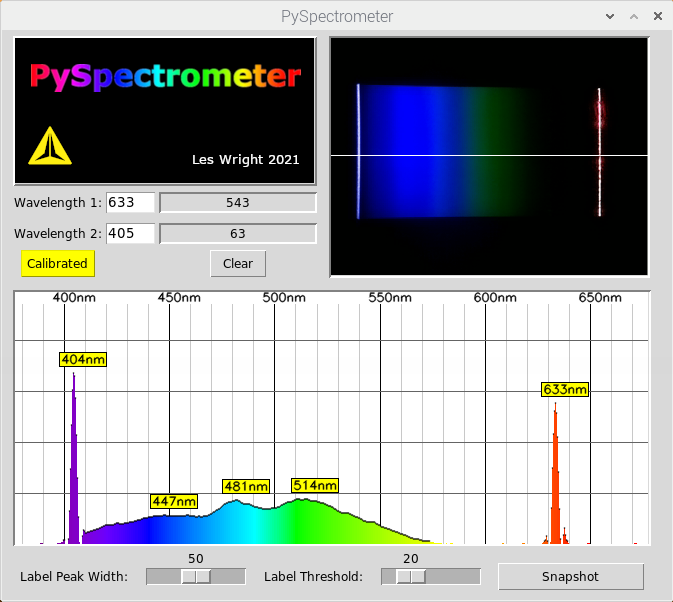 PySpectrometer
PySpectrometer
Les Wright 2021
Wavelength 1: 633 543
Wavelength 2: 405 63
Calibrated Clear
400nm 450nm 500nm 550nm 600nm 650nm
404nm
633nm
481nm 514nm
447nm
50 20
Label Peak Width: Label Threshold: Snapshot